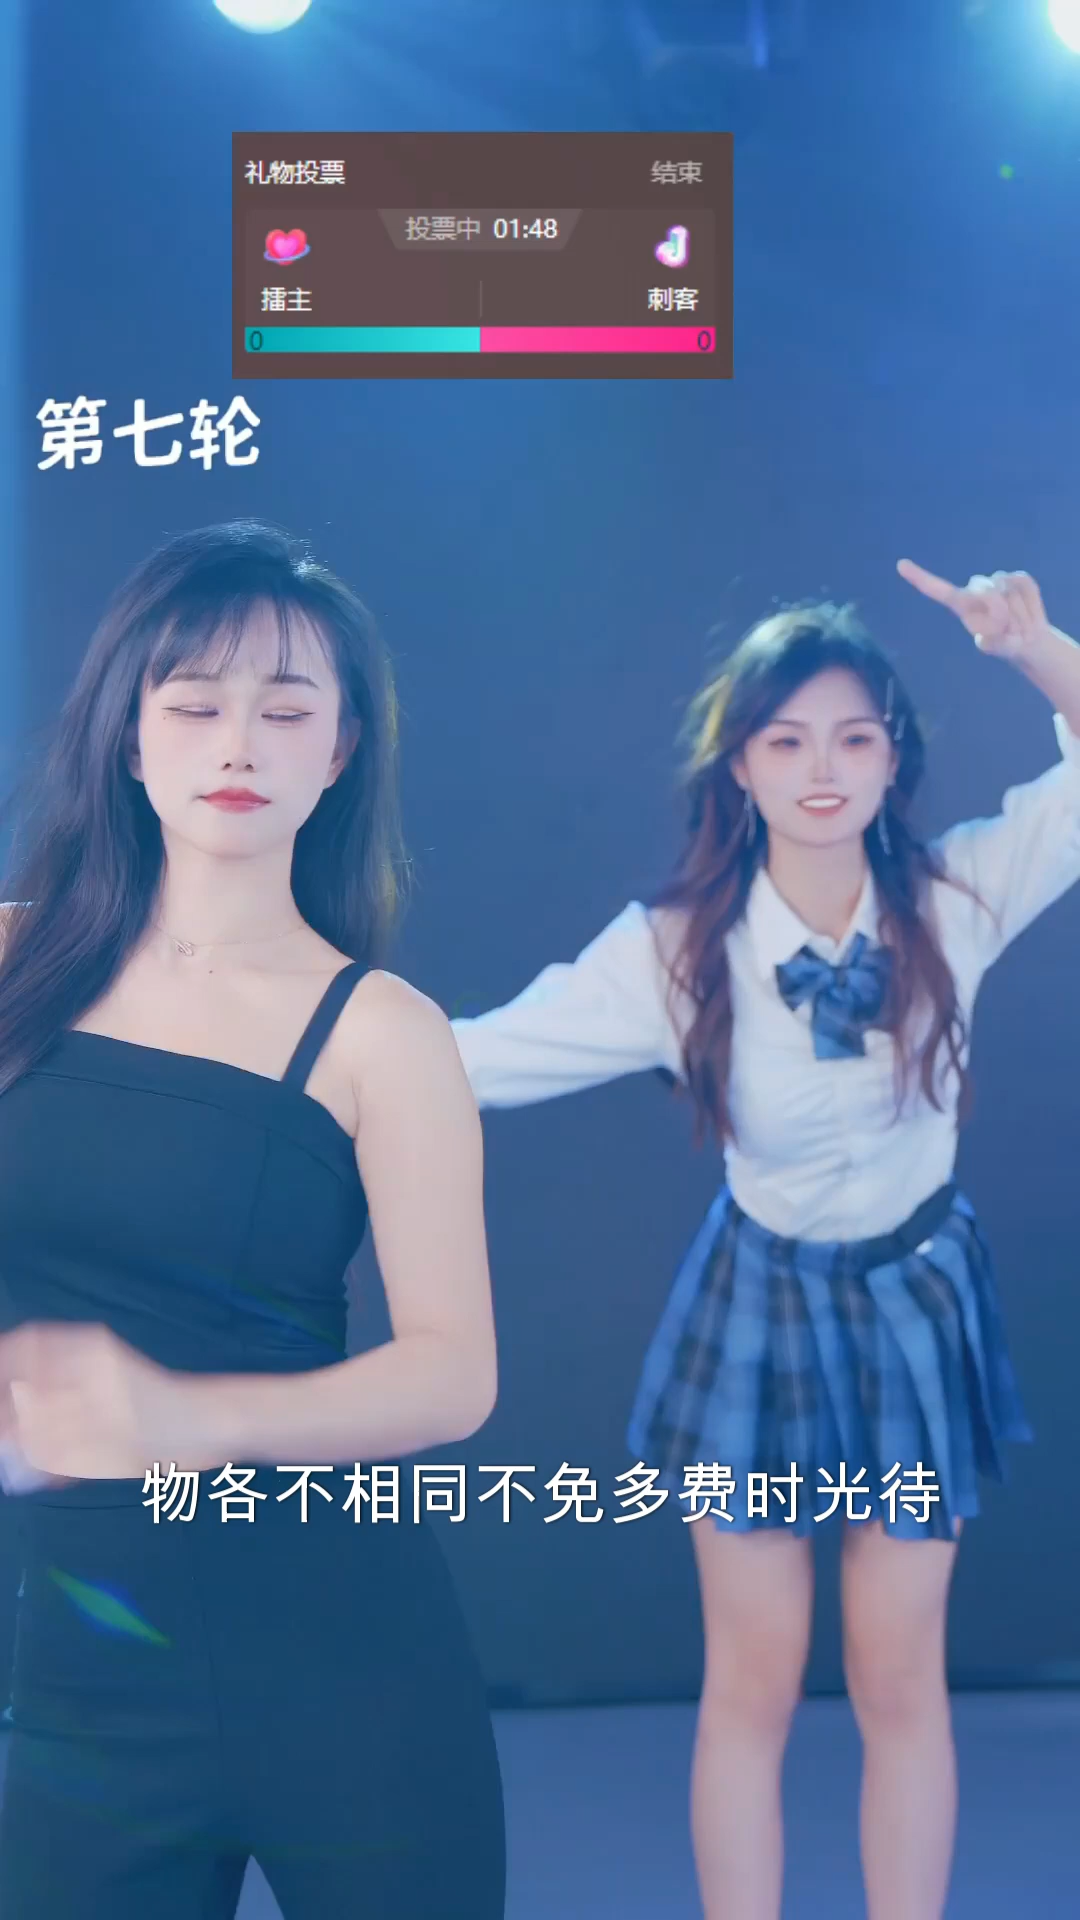 礼物投票
结束
投票中 01:48
擂主
刺客
0
0
第七轮
物各不相同不免多费时光待